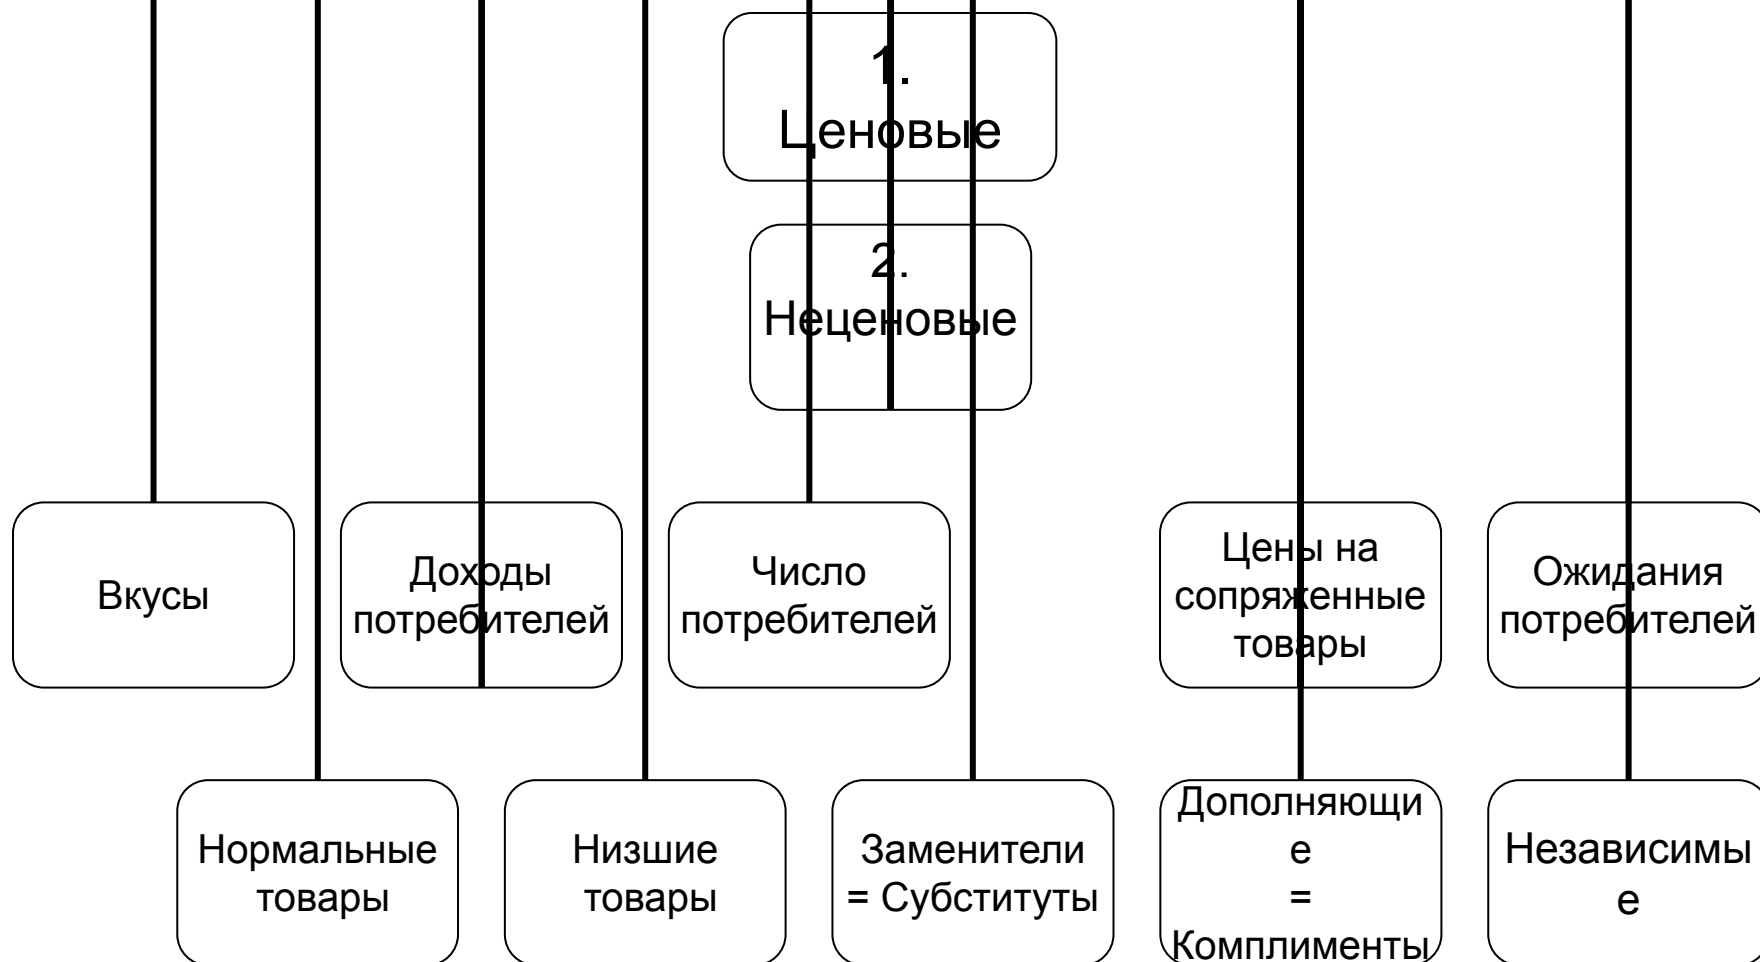 1.
Ценовые
2.
Неценовые
Вкусы
Доходы
потребителей
Число
потребителей
Цены на
сопряженные
товары
Ожидания
потребителей
Нормальные
товары
Низшие
товары
Заменители
= Субституты
Дополняющи
е
=
Комплименты
Независимы
е